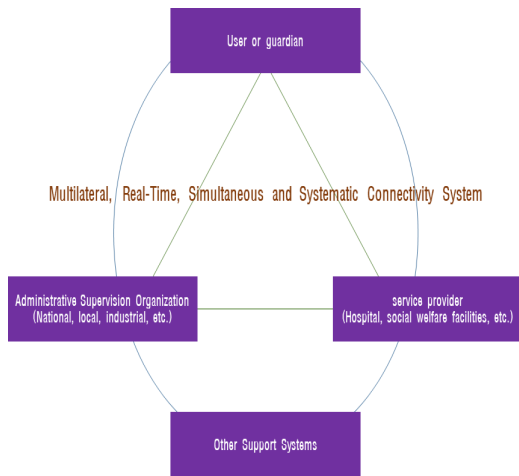 User or guardian
Multilateral, Real-Time, Simultaneous and Systematic Connectivity System
Administrative Supervision Organization
(National, local, industrial, etc.)
service provider
(Hospital, social welfare facilities, etc.)
Other Support Systems